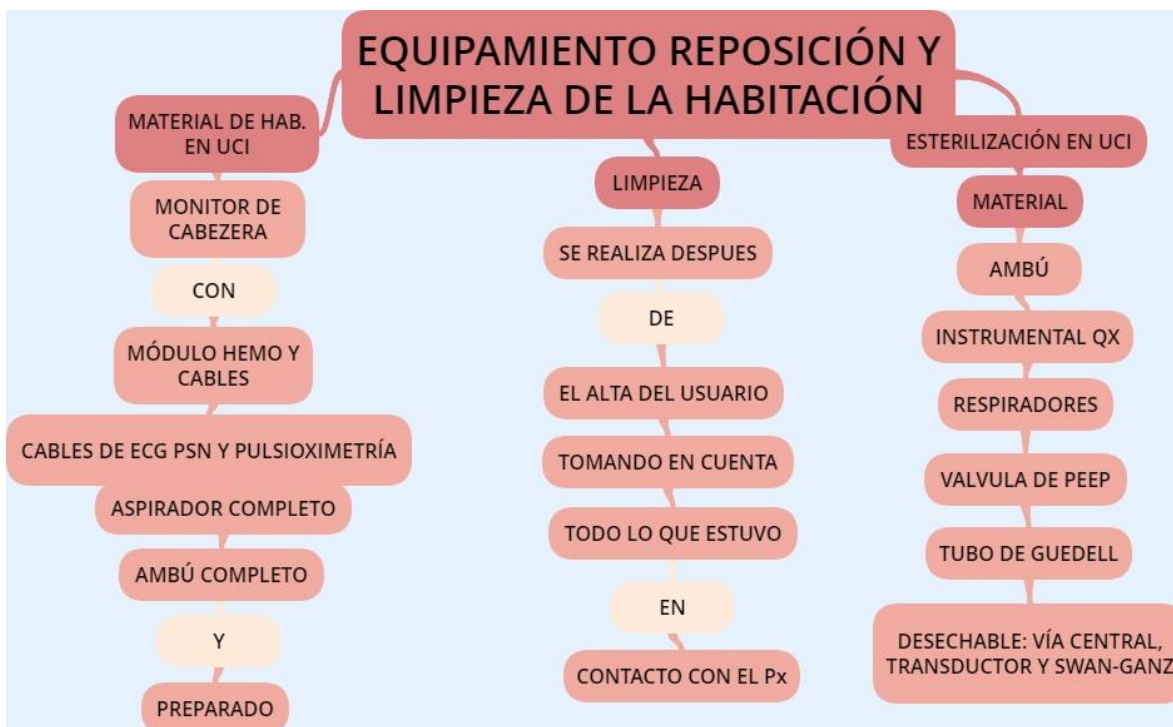 EQUIPAMIENTO REPOSICIÓN Y
LIMPIEZA DE LA HABITACIÓN
MATERIAL DE HAB.
EN UCI
MONITOR DE
CABEZERA
CON
MÓDULO HEMO Y
CABLES
CABLES DE ECG PSN Y PULSIOXIMETRÍA
ASPIRADOR COMPLETO
AMBÚ COMPLETO
Y
PREPARADO
LIMPIEZA
SE REALIZA DESPUES
DE
EL ALTA DEL USUARIO
TOMANDO EN CUENTA
TODO LO QUE ESTUVO
EN
CONTACTO CON EL Px
ESTERILIZACIÓN EN UCI
MATERIAL
AMBÚ
INSTRUMENTAL QX
RESPIRADORES
VALVULA DE PEEP
TUBO DE GUEDELL
DESECHABLE: VÍA CENTRAL,
TRANSDUCTOR Y SWAN-GANZ